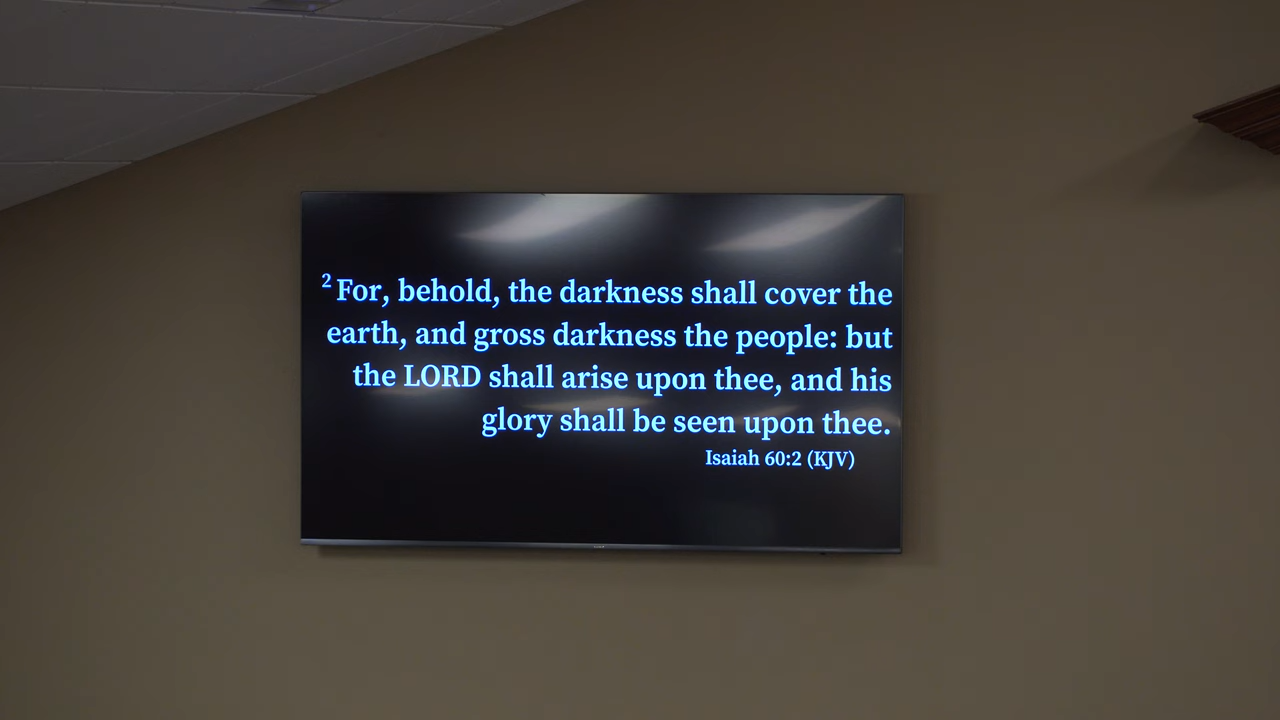 2 For, behold, the darkness shall cover the
earth, and gross darkness the people: but
the LORD shall arise upon thee, and his
glory shall be seen upon thee.
Isaiah 60:2 (KJV)